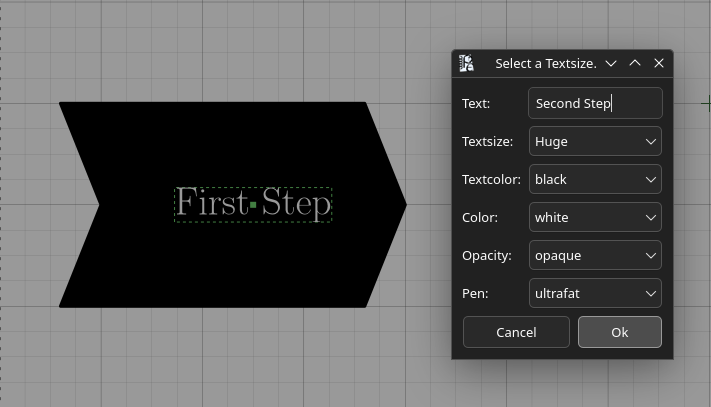 First Step
Select a Textsize.
Text: Second Step
Textsize: Huge
Textcolor: black
Color: white
Opacity: opaque
Pen: ultrafat
Cancel Ok